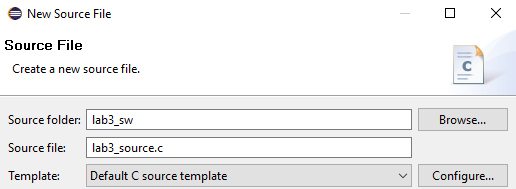 New Source File
Source File
Create a new source file.
C
Source folder: lab3_sw Browse...
Source file: lab3_source.c
Template: Default C source template Configure...